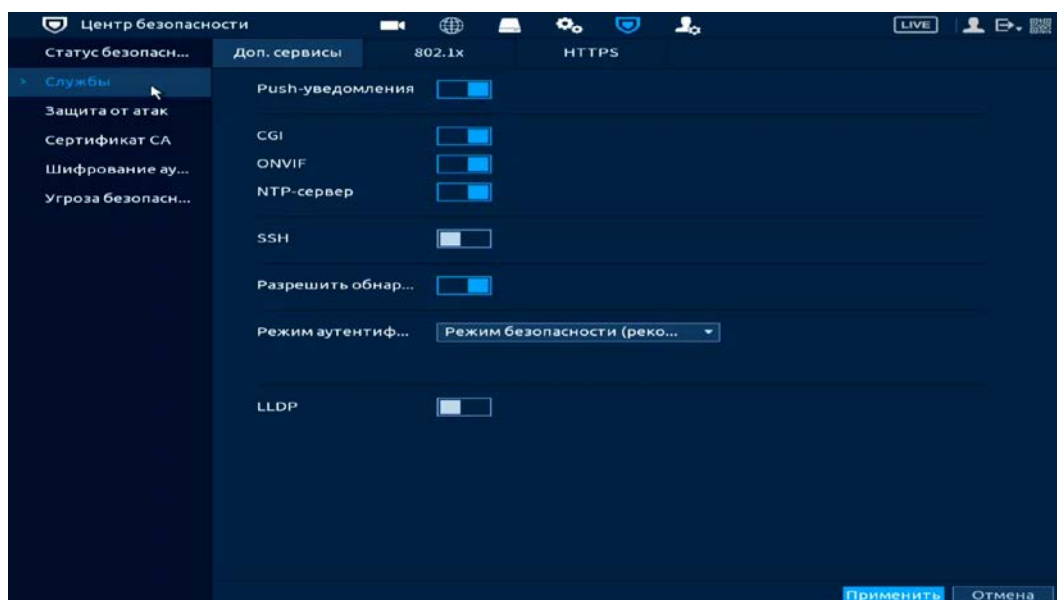 Центр безопасности LIVE
Статус безопасн...
Службы
Защита от атак
Сертификат CA
Шифрование ау...
Угроза безопасн...
Доп. сервисы 802.1x HTTPS
Push-уведомления
CGI
ONVIF
NTP-сервер
SSH
Разрешить обнар...
Режим аутентиф... Режим безопасности (реко...
LLDP
Применить Отмена